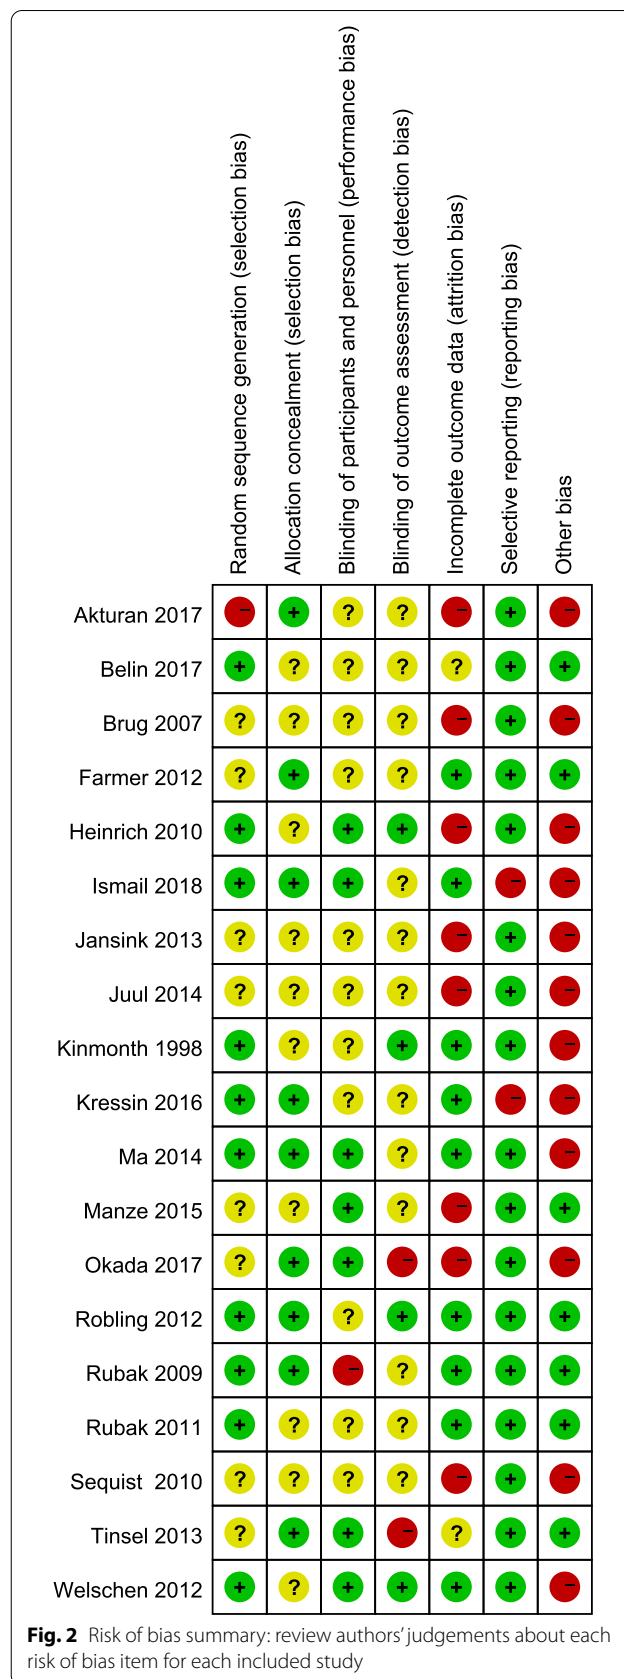 Random sequence generation (selection bias)
Allocation concealment (selection bias)
Blinding of participants and personnel (performance bias)
Blinding of outcome assessment (detection bias)
Incomplete outcome data (attrition bias)
Selective reporting (reporting bias)
Other bias
Akturan 2017 − + ? ? − + −
Belin 2017 + ? ? ? ? + +
Brug 2007 ? ? ? ? − + −
Farmer 2012 ? + ? ? + + +
Heinrich 2010 + ? + + − + −
Ismail 2018 + + + ? + − −
Jansink 2013 ? ? ? ? − + −
Juul 2014 ? ? ? ? − + −
Kinmonth 1998 + ? ? + + + −
Kressin 2016 + + ? ? + − −
Ma 2014 + + + ? + + −
Manze 2015 ? ? + ? − + +
Okada 2017 ? + + − − + −
Robling 2012 + + ? + + + +
Rubak 2009 + + − ? + + +
Rubak 2011 + ? ? ? + + +
Sequist 2010 ? ? ? ? − + −
Tinsel 2013 ? + + − ? + +
Welschen 2012 + ? + + + + −
Fig. 2 Risk of bias summary: review authors’ judgements about each
risk of bias item for each included study